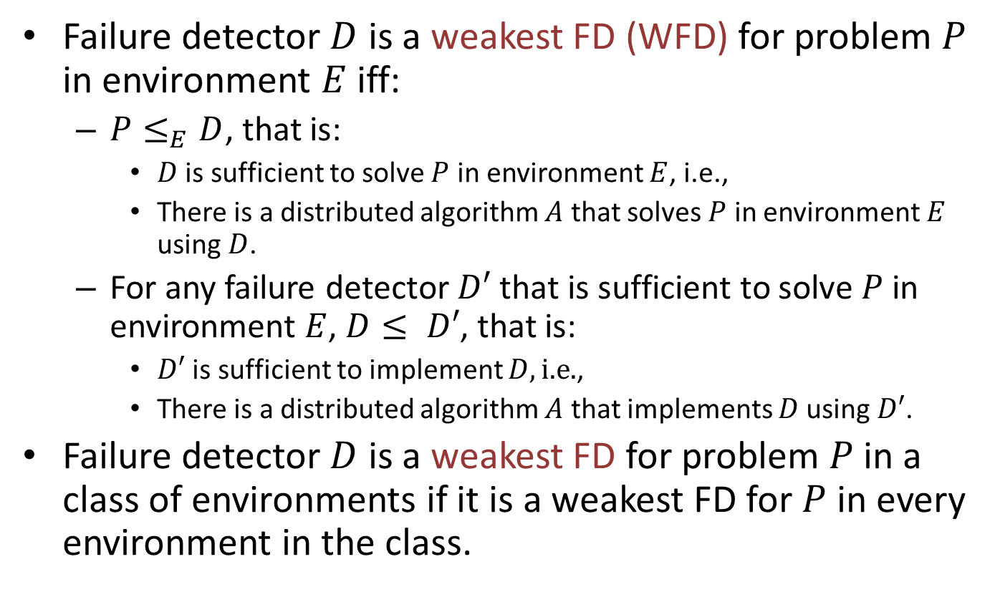 • Failure detector 𝐷 is a weakest FD (WFD) for problem 𝑃
in environment 𝐸 iff:
– 𝑃 ≤_𝐸 𝐷, that is:
• 𝐷 is sufficient to solve 𝑃 in environment 𝐸, i.e.,
• There is a distributed algorithm 𝐴 that solves 𝑃 in environment 𝐸
using 𝐷.
– For any failure detector 𝐷′ that is sufficient to solve 𝑃 in
environment 𝐸, 𝐷 ≤ 𝐷′, that is:
• 𝐷′ is sufficient to implement 𝐷, i.e.,
• There is a distributed algorithm 𝐴 that implements 𝐷 using 𝐷′.
• Failure detector 𝐷 is a weakest FD for problem 𝑃 in a
class of environments if it is a weakest FD for 𝑃 in every
environment in the class.